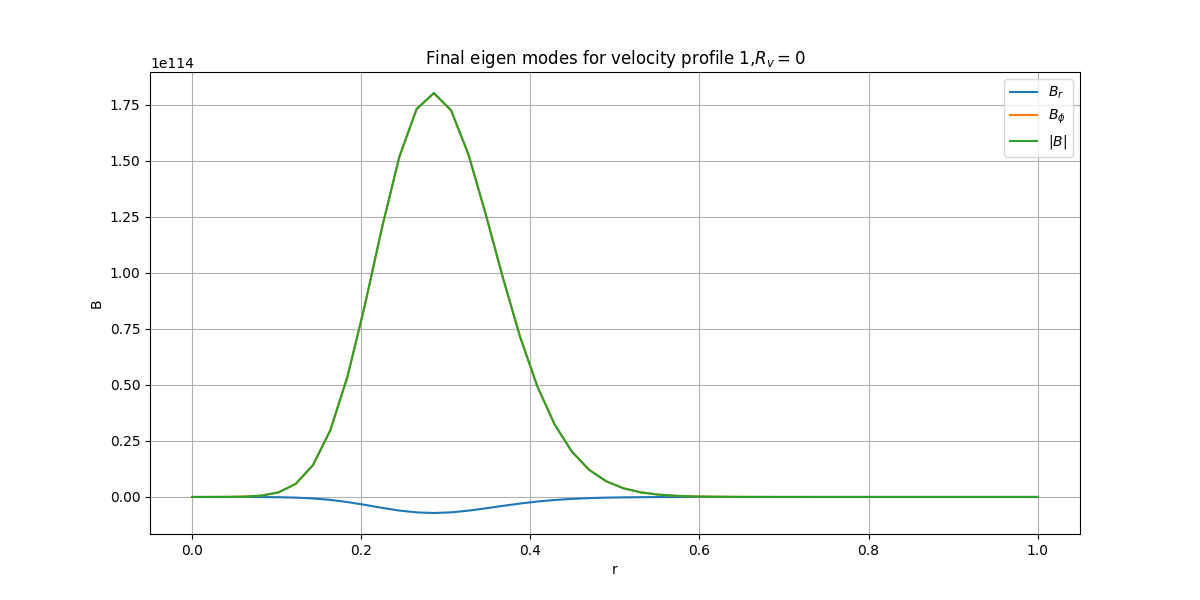 Final eigen modes for velocity profile 1,$R_v = 0$
1e114
B_r
B_ϕ
|B|
1.75
1.50
1.25
1.00
0.75
0.50
0.25
0.00
B
0.0 0.2 0.4 0.6 0.8 1.0
r